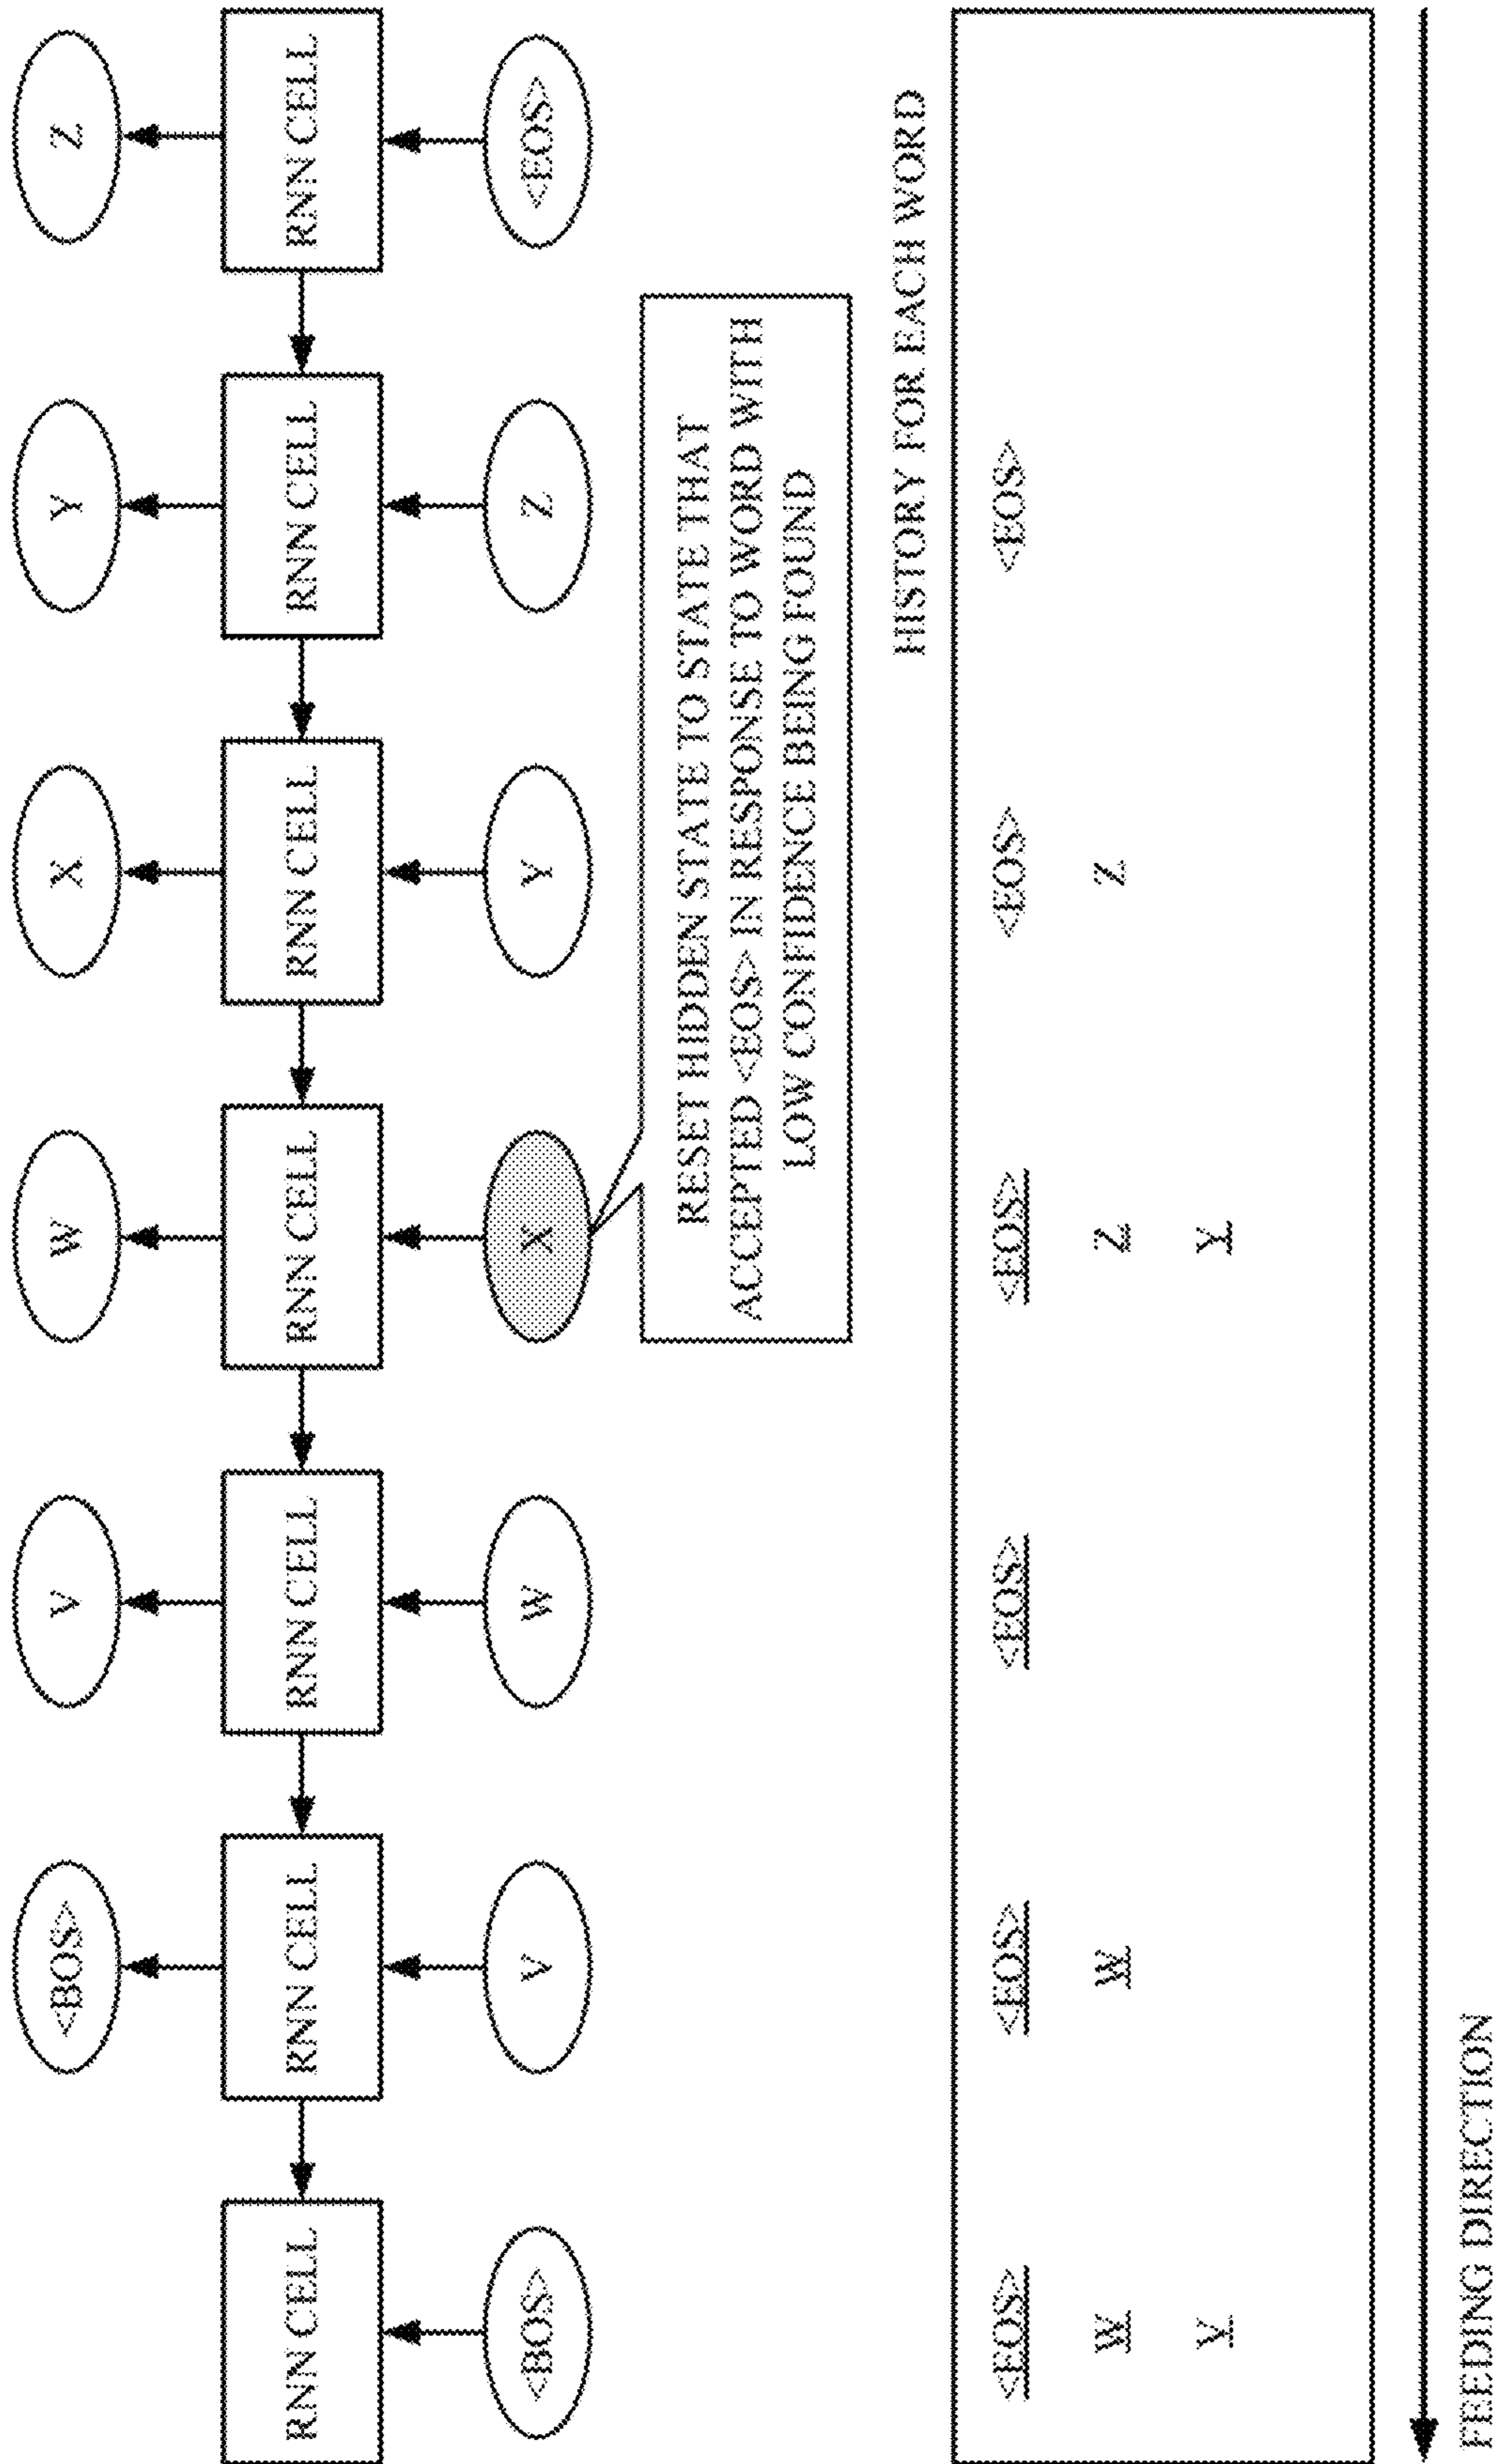 <BOS> V W X Y Z
RNN CELL RNN CELL RNN CELL RNN CELL RNN CELL RNN CELL RNN CELL
<BOS> V W X Y Z <EOS>
RESET HIDDEN STATE TO STATE THAT
ACCEPTED <EOS> IN RESPONSE TO WORD WITH
LOW CONFIDENCE BEING FOUND
HISTORY FOR EACH WORD
<EOS> <EOS> <EOS> <EOS> <EOS> <EOS>
W W Z Z
V Y
FEEDING DIRECTION